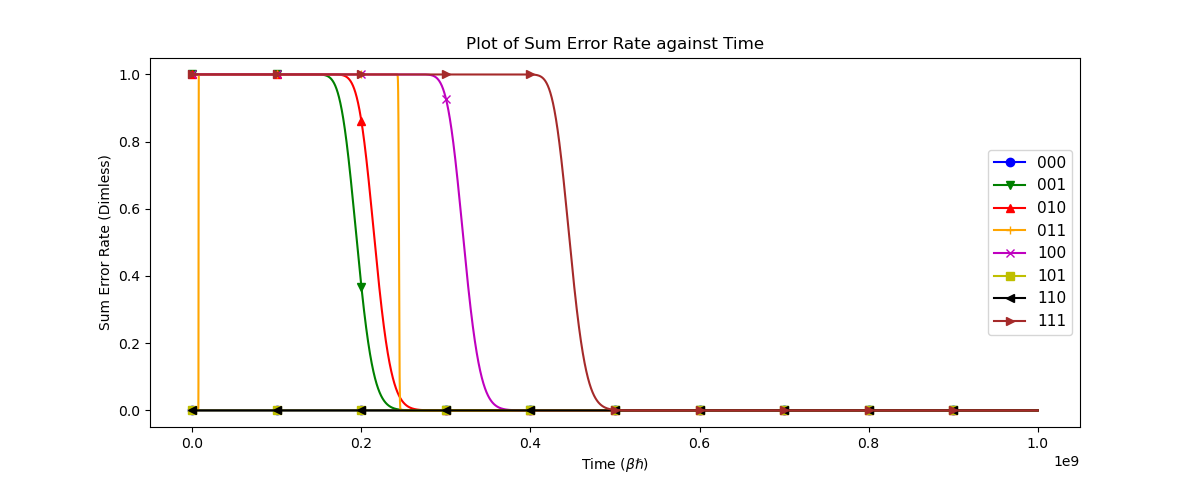 Plot of Sum Error Rate against Time
Sum Error Rate (Dimless)
1.0
0.8
0.6
0.4
0.2
0.0
000
001
010
011
100
101
110
111
0.0 0.2 0.4 0.6 0.8 1.0
1e9
Time (βℏ)